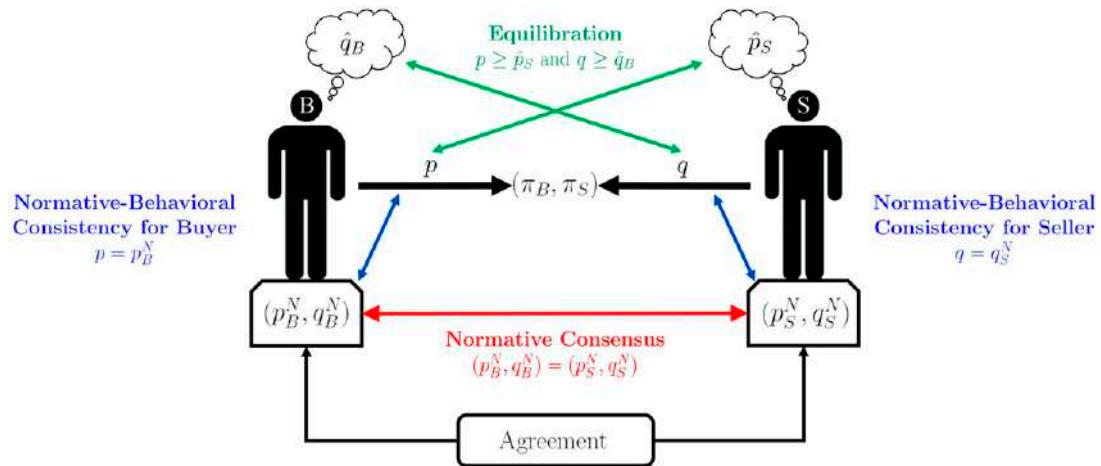 Equilibration
p ≥ p̂_S and q ≥ q̂_B
q̂_B
p̂_S
B
S
p
q
(π_B, π_S)
Normative-Behavioral
Consistency for Buyer
p = p_B^N
Normative-Behavioral
Consistency for Seller
q = q_S^N
(p_B^N, q_B^N)
(p_S^N, q_S^N)
Normative Consensus
(p_B^N, q_B^N) = (p_S^N, q_S^N)
Agreement